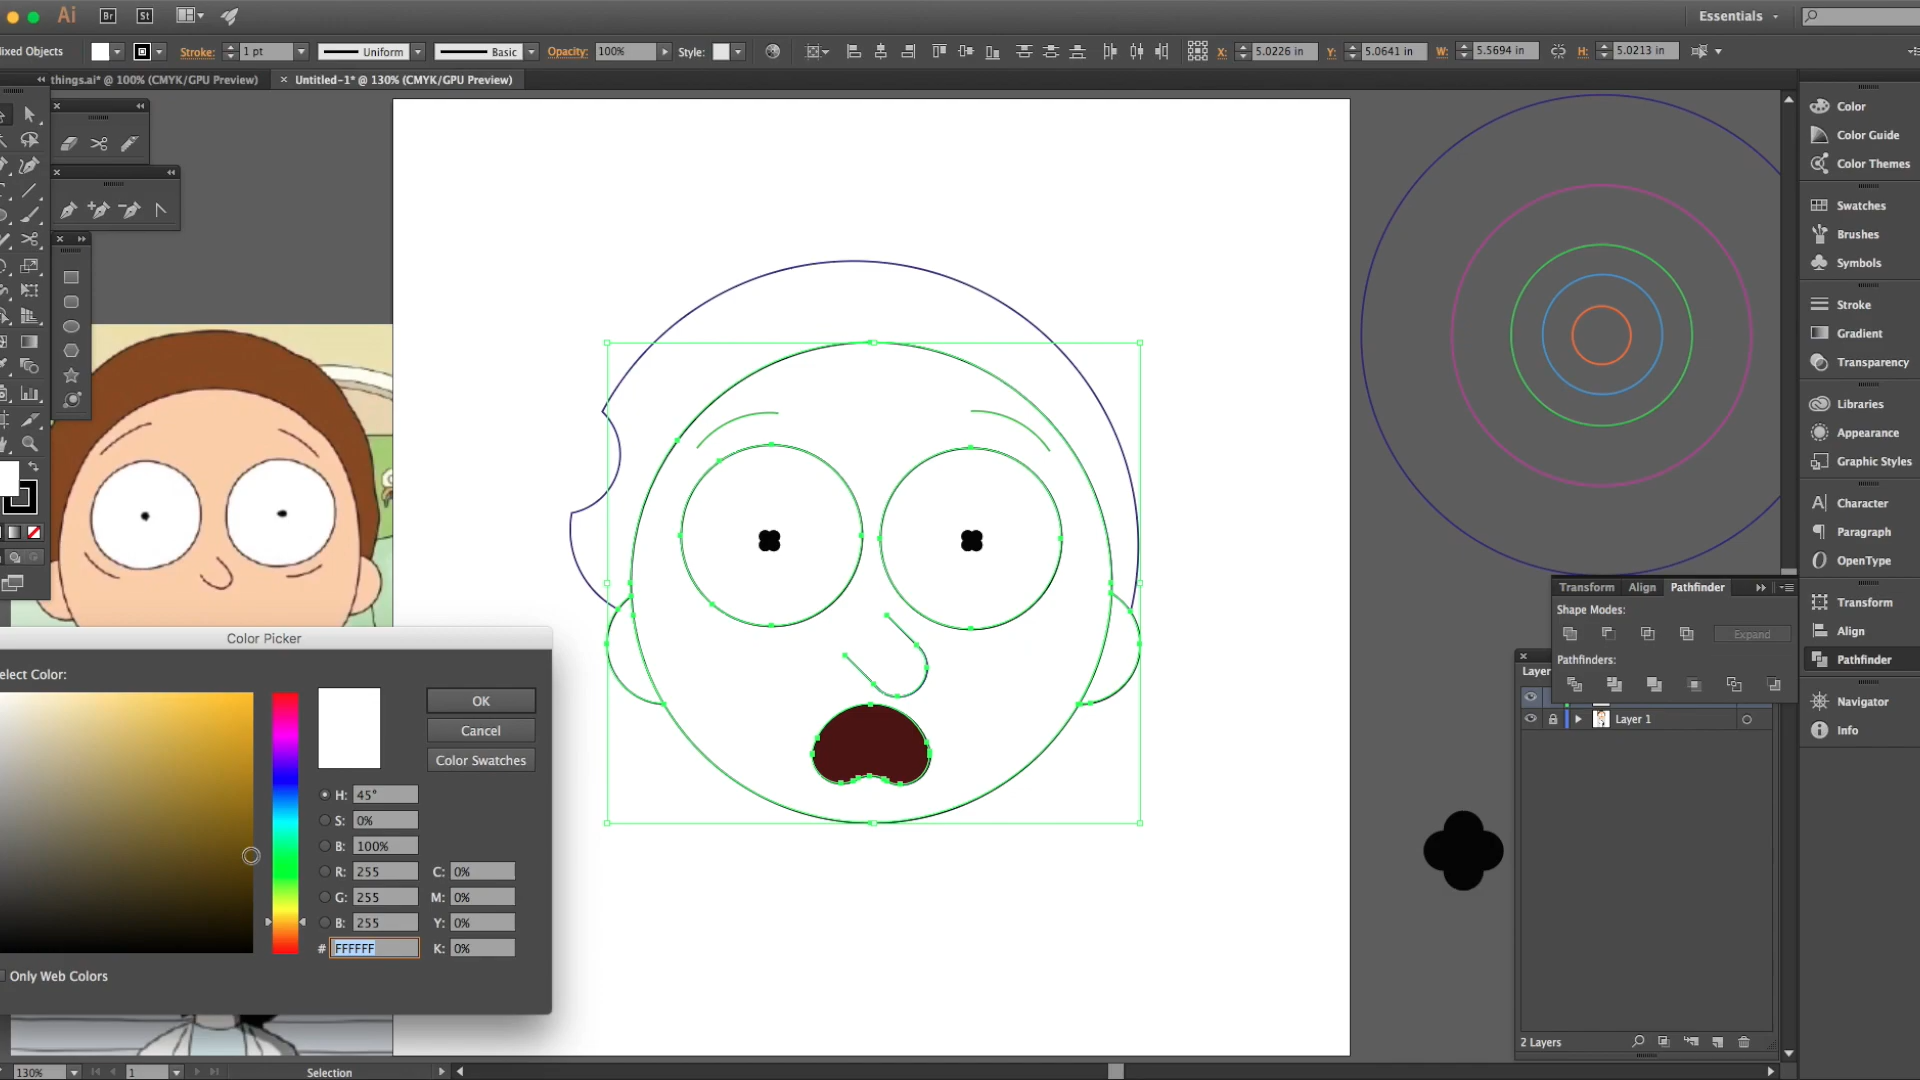 Ai
Br
St
Essentials
lixed Objects
Stroke:
1 pt
Uniform
Basic
Opacity:
100%
Style:
X:
5.0226 in
Y:
5.0641 in
W:
5.5694 in
H:
5.0213 in
things.ai* @ 100% (CMYK/GPU Preview)
× Untitled-1* @ 130% (CMYK/GPU Preview)
Color
Color Guide
Color Themes
Swatches
Brushes
Symbols
Stroke
Gradient
Transparency
Libraries
Appearance
Graphic Styles
Character
Paragraph
OpenType
Transform
Align
Pathfinder
Navigator
Info
Transform
Align
Pathfinder
Shape Modes:
Expand
Pathfinders:
Layer
Layer 1
2 Layers
Color Picker
elect Color:
OK
Cancel
Color Swatches
H: 45°
S: 0%
B: 100%
R: 255
C: 0%
G: 255
M: 0%
B: 255
Y: 0%
# FFFFFF
K: 0%
Only Web Colors
130%
1
Selection